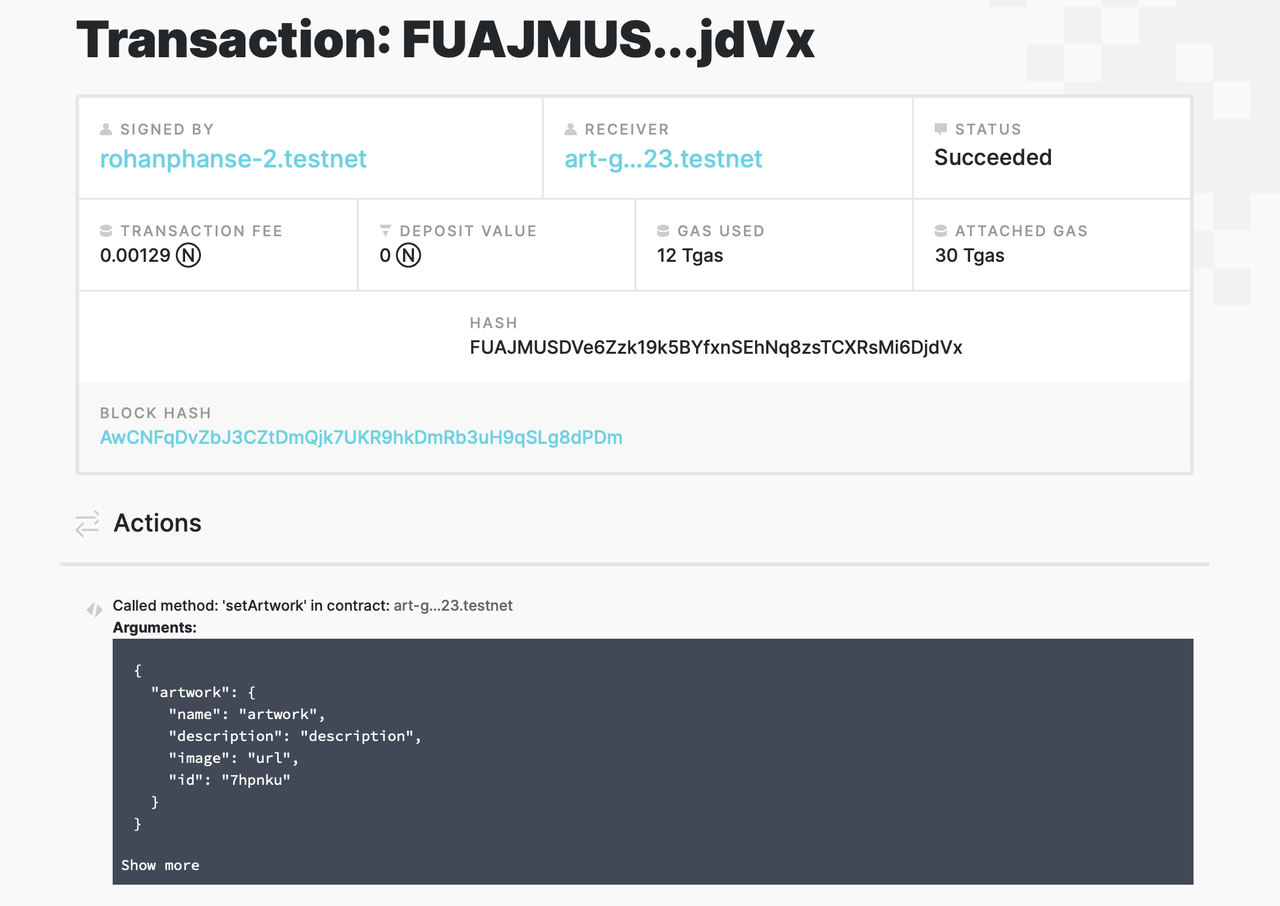 Transaction: FUAJMUS...jdVx
SIGNED BY
rohanphanse-2.testnet
RECEIVER
art-g...23.testnet
STATUS
Succeeded
TRANSACTION FEE
0.00129 Ⓝ
DEPOSIT VALUE
0 Ⓝ
GAS USED
12 Tgas
ATTACHED GAS
30 Tgas
HASH
FUAJMUSDVe6Zzk19k5BYfxnSEhNq8zsTCXRsMi6DjdVx
BLOCK HASH
AwCNFqDvZbJ3CZtDmQjk7UKR9hkDmRb3uH9qSLg8dPDm
Actions
Called method: 'setArtwork' in contract: art-g...23.testnet
Arguments:
{
  "artwork": {
    "name": "artwork",
    "description": "description",
    "image": "url",
    "id": "7hpnku"
  }
}
Show more